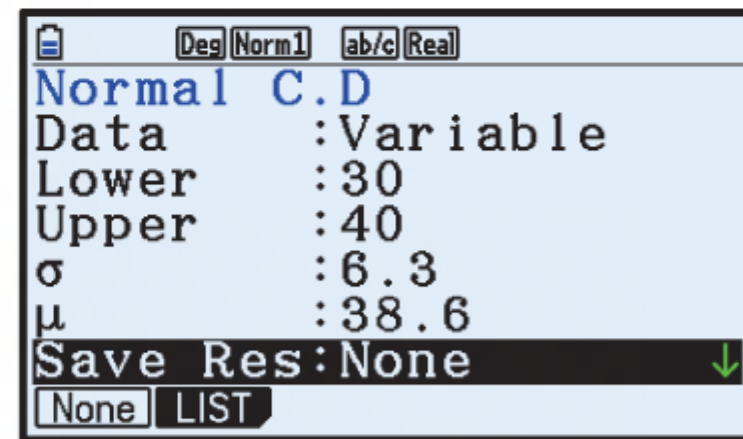 Deg Norm1 ab/c Real
Normal C.D
Data :Variable
Lower :30
Upper :40
σ :6.3
μ :38.6
Save Res:None ↓
None LIST